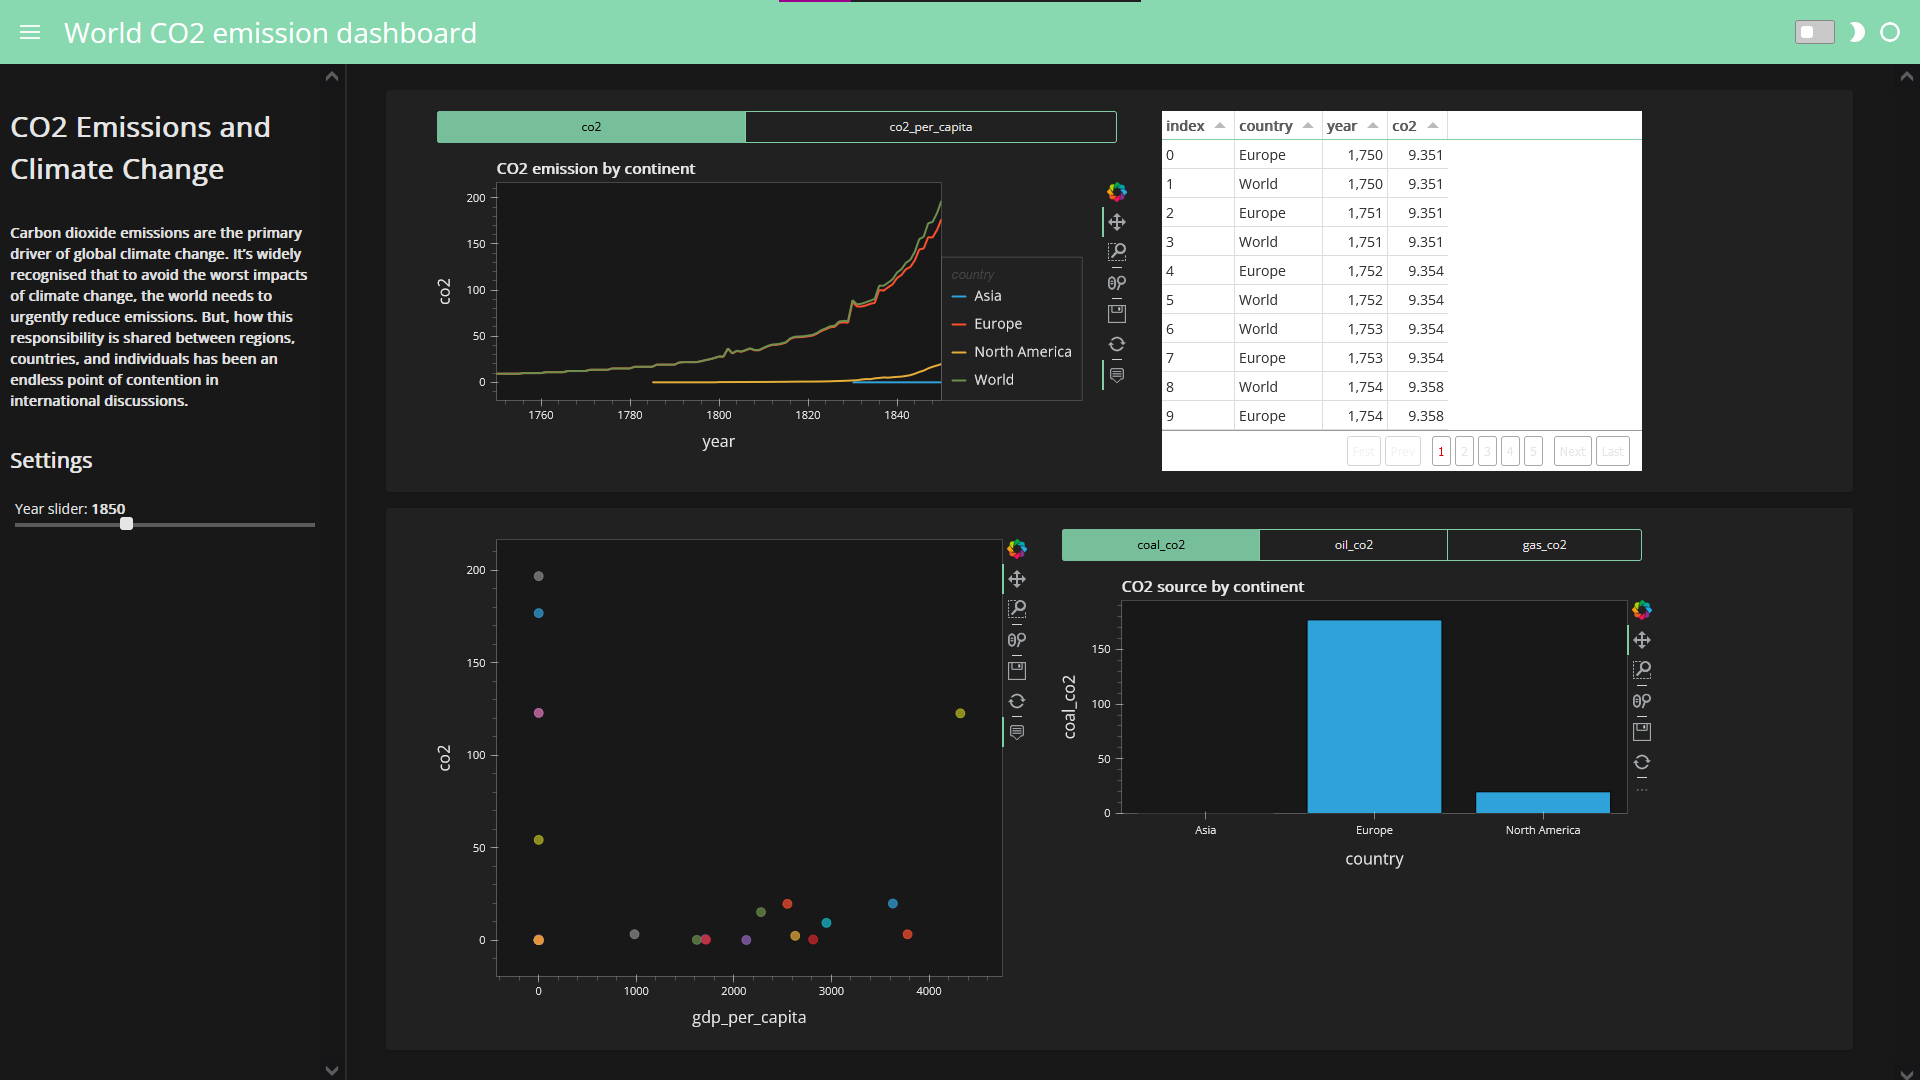 World CO2 emission dashboard
CO2 Emissions and
Climate Change
Carbon dioxide emissions are the primary
driver of global climate change. It's widely
recognised that to avoid the worst impacts
of climate change, the world needs to
urgently reduce emissions. But, how this
responsibility is shared between regions,
countries, and individuals has been an
endless point of contention in
international discussions.
Settings
Year slider: 1850
co2 co2_per_capita
CO2 emission by continent
200
150
100
50
0
co2
1760 1780 1800 1820 1840
year
country
Asia
Europe
North America
World
index country year co2
0 Europe 1,750 9.351
1 World 1,750 9.351
2 Europe 1,751 9.351
3 World 1,751 9.351
4 Europe 1,752 9.354
5 World 1,752 9.354
6 World 1,753 9.354
7 Europe 1,753 9.354
8 World 1,754 9.358
9 Europe 1,754 9.358
First Prev 1 2 3 4 5 Next Last
200
150
100
50
0
co2
0 1000 2000 3000 4000
gdp_per_capita
coal_co2 oil_co2 gas_co2
CO2 source by continent
150
100
50
0
coal_co2
Asia Europe North America
country